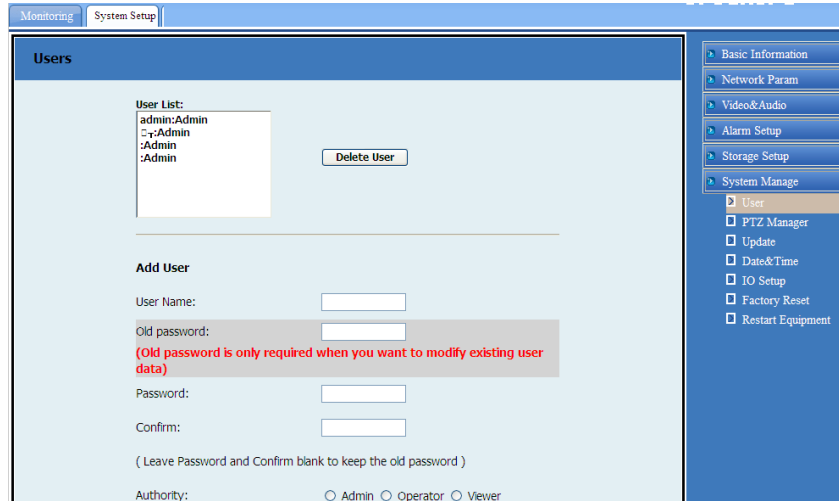 Monitoring
System Setup
Users
Basic Information
Network Param
Video&Audio
Alarm Setup
Storage Setup
System Manage
User
PTZ Manager
Update
Date&Time
IO Setup
Factory Reset
Restart Equipment
User List:
admin:Admin
:Admin
:Admin
:Admin
Delete User
Add User
User Name:
Old password:
(Old password is only required when you want to modify existing user
data)
Password:
Confirm:
( Leave Password and Confirm blank to keep the old password )
Authority:
Admin
Operator
Viewer